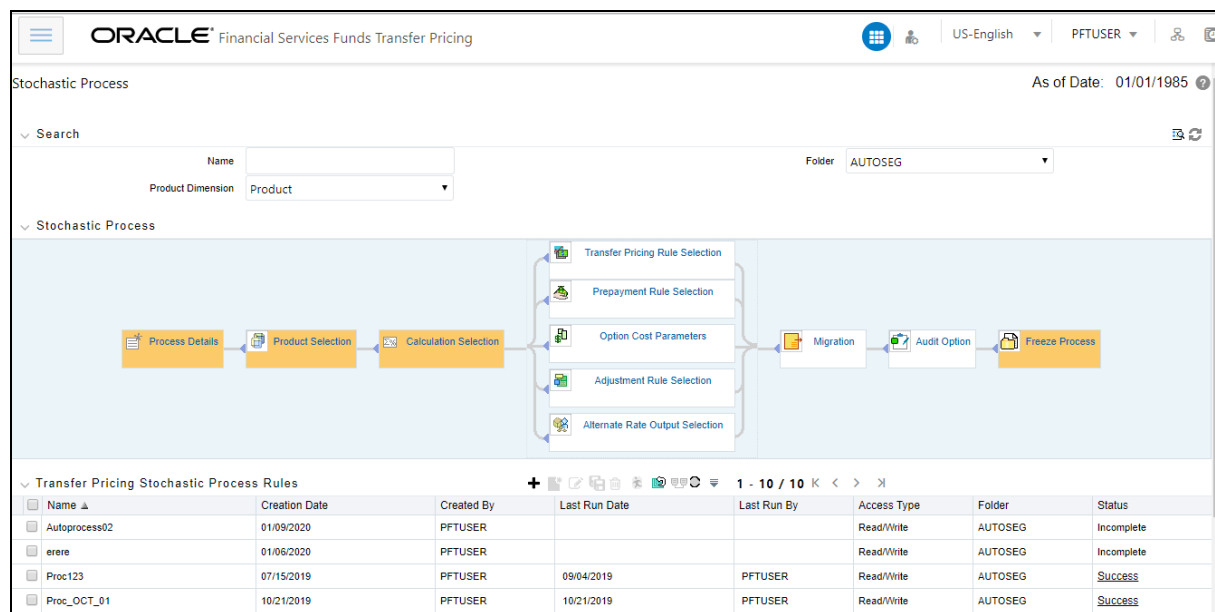 ORACLE® Financial Services Funds Transfer Pricing
US-English
PFTUSER
Stochastic Process
As of Date: 01/01/1985
Search
Name
Folder AUTOSEG
Product Dimension Product
Stochastic Process
Transfer Pricing Rule Selection
Prepayment Rule Selection
Process Details Product Selection Calculation Selection Option Cost Parameters Migration Audit Option Freeze Process
Adjustment Rule Selection
Alternate Rate Output Selection
Transfer Pricing Stochastic Process Rules 1 - 10 / 10
Name Creation Date Created By Last Run Date Last Run By Access Type Folder Status
Autoprocess02 01/09/2020 PFTUSER Read/Write AUTOSEG Incomplete
erere 01/06/2020 PFTUSER Read/Write AUTOSEG Incomplete
Proc123 07/15/2019 PFTUSER 09/04/2019 PFTUSER Read/Write AUTOSEG Success
Proc_OCT_01 10/21/2019 PFTUSER 10/21/2019 PFTUSER Read/Write AUTOSEG Success